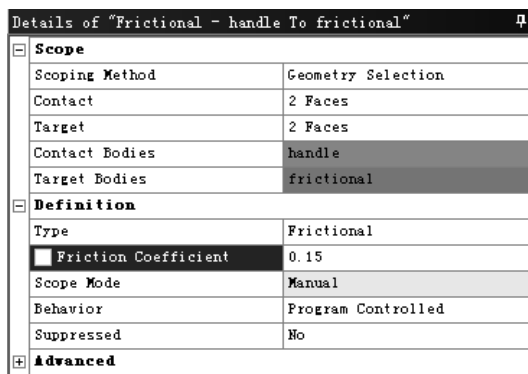 Details of "Frictional - handle To frictional"
Scope
Scoping Method Geometry Selection
Contact 2 Faces
Target 2 Faces
Contact Bodies handle
Target Bodies frictional
Definition
Type Frictional
Friction Coefficient 0.15
Scope Mode Manual
Behavior Program Controlled
Suppressed No
Advanced